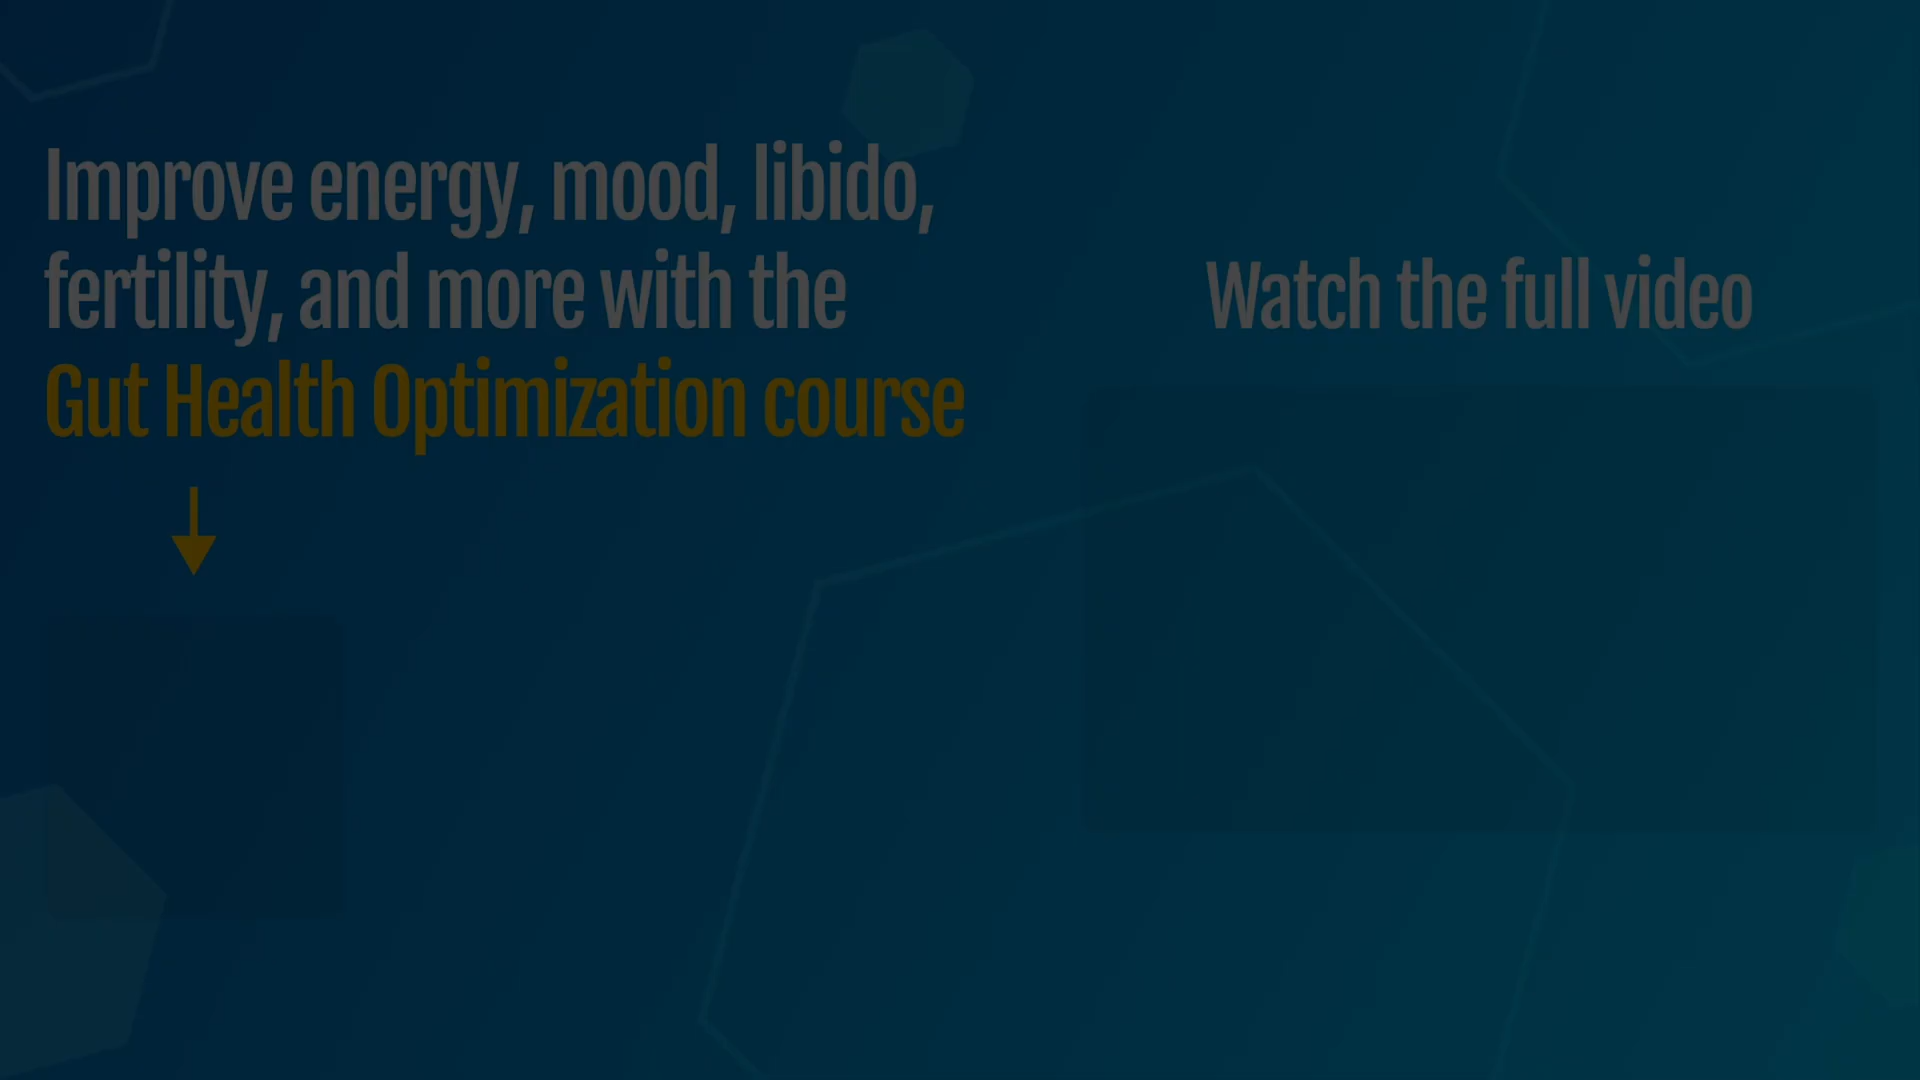 Improve energy, mood, libido,
fertility, and more with the
Gut Health Optimization course
Watch the full video